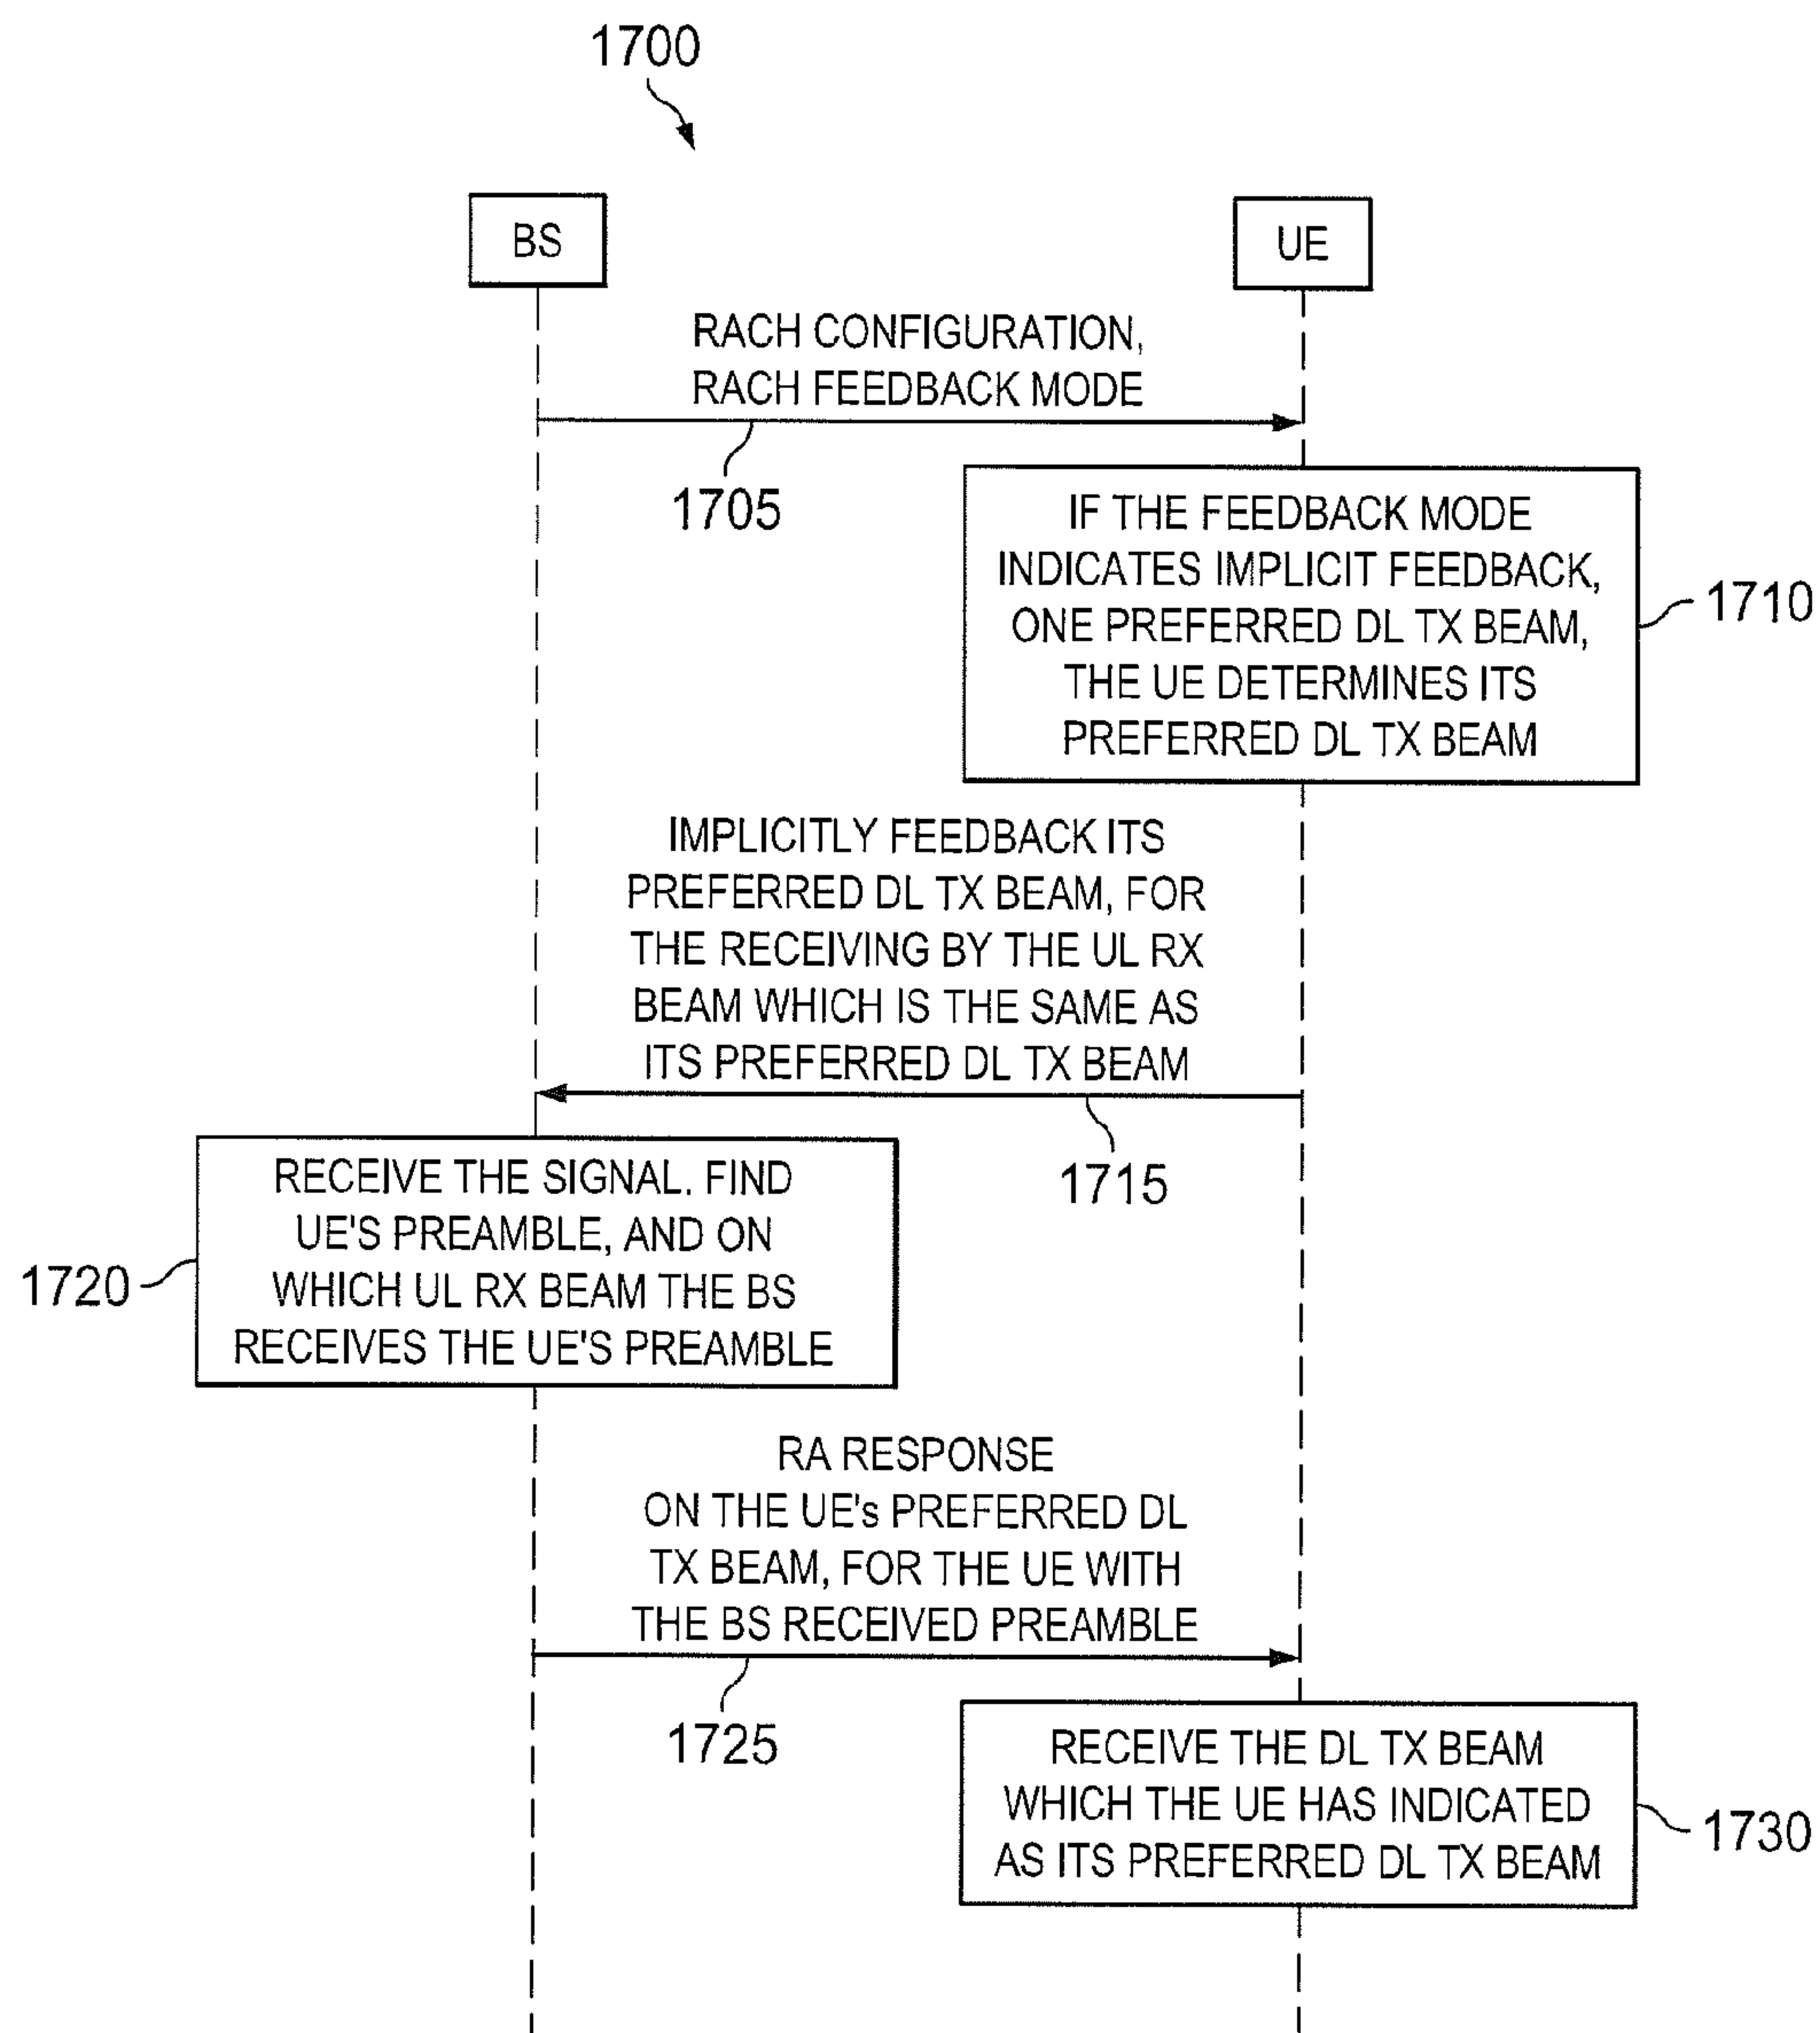 1700
BS
UE
RACH CONFIGURATION,
RACH FEEDBACK MODE
1705
IF THE FEEDBACK MODE
INDICATES IMPLICIT FEEDBACK,
ONE PREFERRED DL TX BEAM,
THE UE DETERMINES ITS
PREFERRED DL TX BEAM
1710
IMPLICITLY FEEDBACK ITS
PREFERRED DL TX BEAM, FOR
THE RECEIVING BY THE UL RX
BEAM WHICH IS THE SAME AS
ITS PREFERRED DL TX BEAM
1715
RECEIVE THE SIGNAL. FIND
UE'S PREAMBLE, AND ON
WHICH UL RX BEAM THE BS
RECEIVES THE UE'S PREAMBLE
1720
RA RESPONSE
ON THE UE's PREFERRED DL
TX BEAM, FOR THE UE WITH
THE BS RECEIVED PREAMBLE
1725
RECEIVE THE DL TX BEAM
WHICH THE UE HAS INDICATED
AS ITS PREFERRED DL TX BEAM
1730